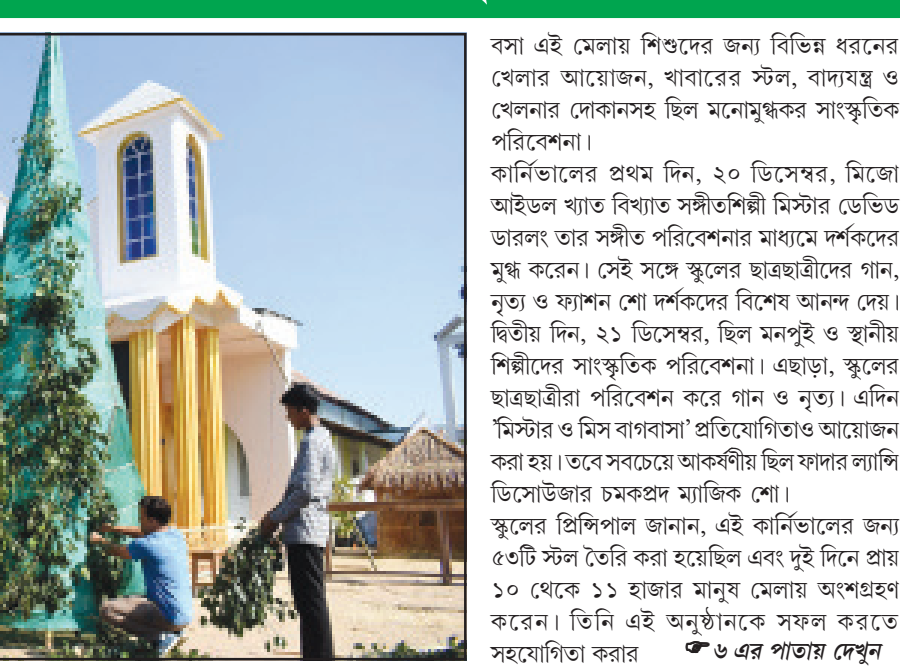 বসা এই মেলায় শিশুদের জন্য বিভিন্ন ধরনের
খেলার আয়োজন, খাবারের স্টল, বাদ্যযন্ত্র ও
খেলনার দোকানসহ ছিল মনোমুগ্ধকর সাংস্কৃতিক
পরিবেশনা।
কার্নিভালের প্রথম দিন, ২০ ডিসেম্বর, মিজো
আইডল খ্যাত বিখ্যাত সঙ্গীতশিল্পী মিস্টার ডেভিড
ডারলং তার সঙ্গীত পরিবেশনার মাধ্যমে দর্শকদের
মুগ্ধ করেন। সেই সঙ্গে স্কুলের ছাত্রছাত্রীদের গান,
নৃত্য ও ফ্যাশন শো দর্শকদের বিশেষ আনন্দ দেয়।
দ্বিতীয় দিন, ২১ ডিসেম্বর, ছিল মনপুই ও স্থানীয়
শিল্পীদের সাংস্কৃতিক পরিবেশনা। এছাড়া, স্কুলের
ছাত্রছাত্রীরা পরিবেশন করে গান ও নৃত্য। এদিন
'মিস্টার ও মিস বাগবাসা' প্রতিযোগিতাও আয়োজন
করা হয়। তবে সবচেয়ে আকর্ষণীয় ছিল ফাদার ল্যান্সি
ডিসোউজার চমকপ্রদ ম্যাজিক শো।
স্কুলের প্রিন্সিপাল জানান, এই কার্নিভালের জন্য
৫৩টি স্টল তৈরি করা হয়েছিল এবং দুই দিনে প্রায়
১০ থেকে ১১ হাজার মানুষ মেলায় অংশগ্রহণ
করেন। তিনি এই অনুষ্ঠানকে সফল করতে
সহযোগিতা করার ☛ ৬ এর পাতায় দেখুন